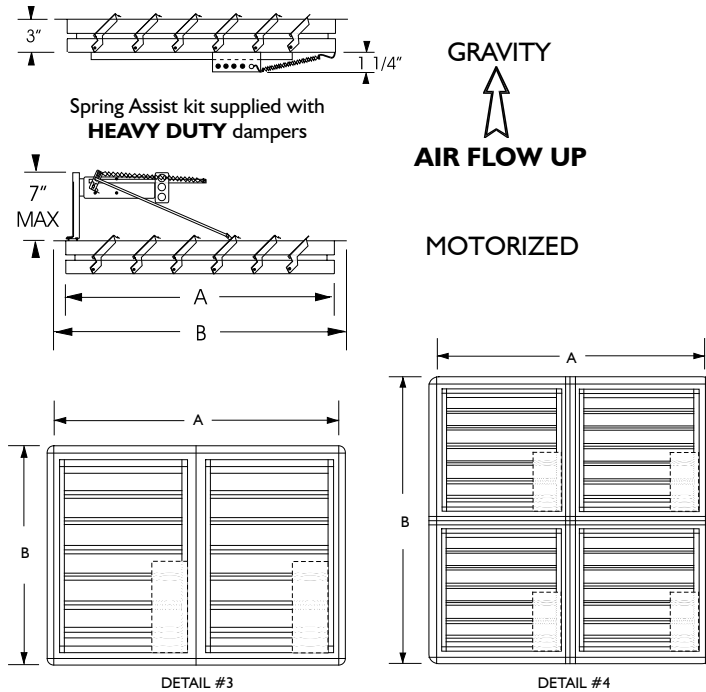 3"
1 1/4"
GRAVITY
Spring Assist kit supplied with
HEAVY DUTY dampers
AIR FLOW UP
7"
MAX
MOTORIZED
A
B
A
B
DETAIL #3
A
B
DETAIL #4